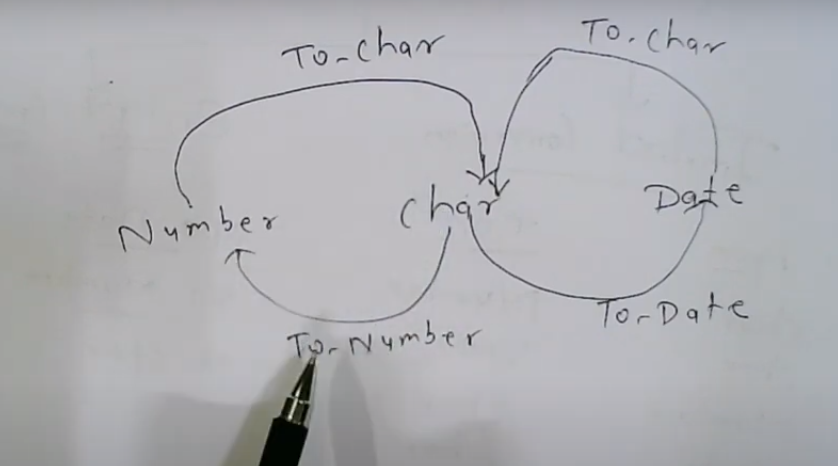 To-Char
To-Char
Number
Char
Date
To-Date
To-Number